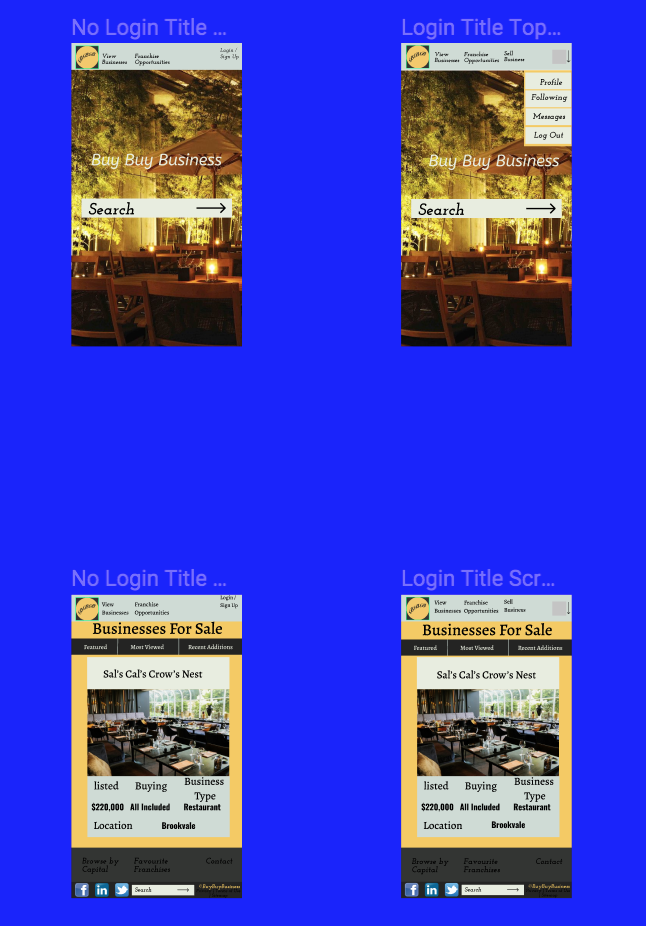 No Login Title ...
View
Businesses
Franchise
Opportunities
Login /
Sign Up
Buy Buy Business
Search
Login Title Top...
View
Businesses
Franchise
Opportunities
Sell
Business
Profile
Following
Messages
Log Out
Buy Buy Business
Search
No Login Title ...
View
Businesses
Franchise
Opportunities
Login /
Sign Up
Businesses For Sale
Featured
Most Viewed
Recent Additions
Sal's Cal's Crow's Nest
listed
Buying
Business
Type
$220,000
All Included
Restaurant
Location
Brookvale
Browse by
Capital
Favourite
Franchises
Contact
Search
©BuyBuyBusiness
Login Title Scr...
View
Businesses
Franchise
Opportunities
Sell
Business
Businesses For Sale
Featured
Most Viewed
Recent Additions
Sal's Cal's Crow's Nest
listed
Buying
Business
Type
$220,000
All Included
Restaurant
Location
Brookvale
Browse by
Capital
Favourite
Franchises
Contact
Search
©BuyBuyBusiness